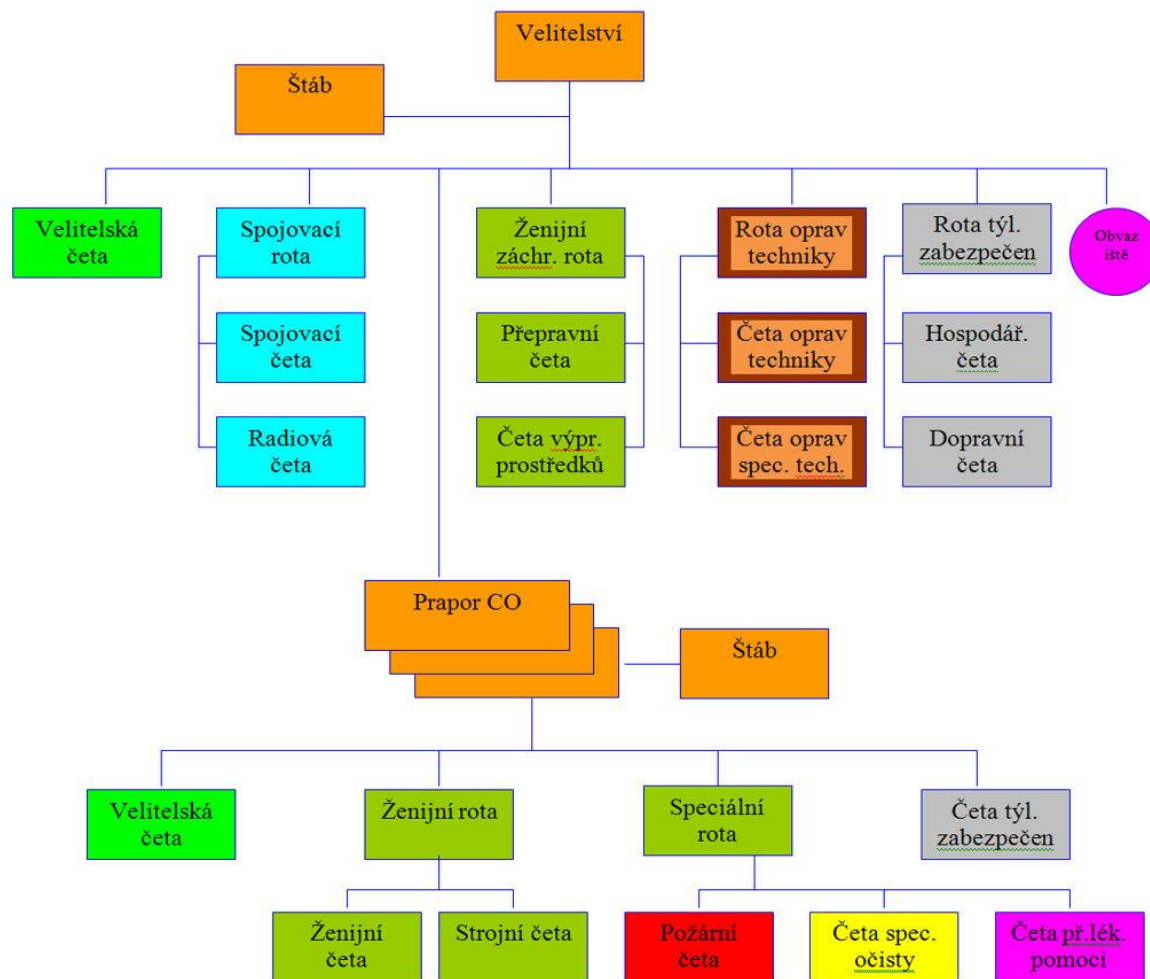 Velitelství
Štáb
Velitelská
četa
Spojovací
rota
Ženijní
záchr. rota
Rota oprav
techniky
Rota týl.
zabezpečen
Obvaz
iště
Spojovací
četa
Přepravní
četa
Četa oprav
techniky
Hospodář.
četa
Radiová
četa
Četa výpr.
prostředků
Četa oprav
spec. tech.
Dopravní
četa
Prapor CO
Štáb
Velitelská
četa
Ženijní rota
Speciální
rota
Četa týl.
zabezpečen
Ženijní
četa
Strojní četa
Požární
četa
Četa spec.
očisty
Četa př.lék.
pomoci